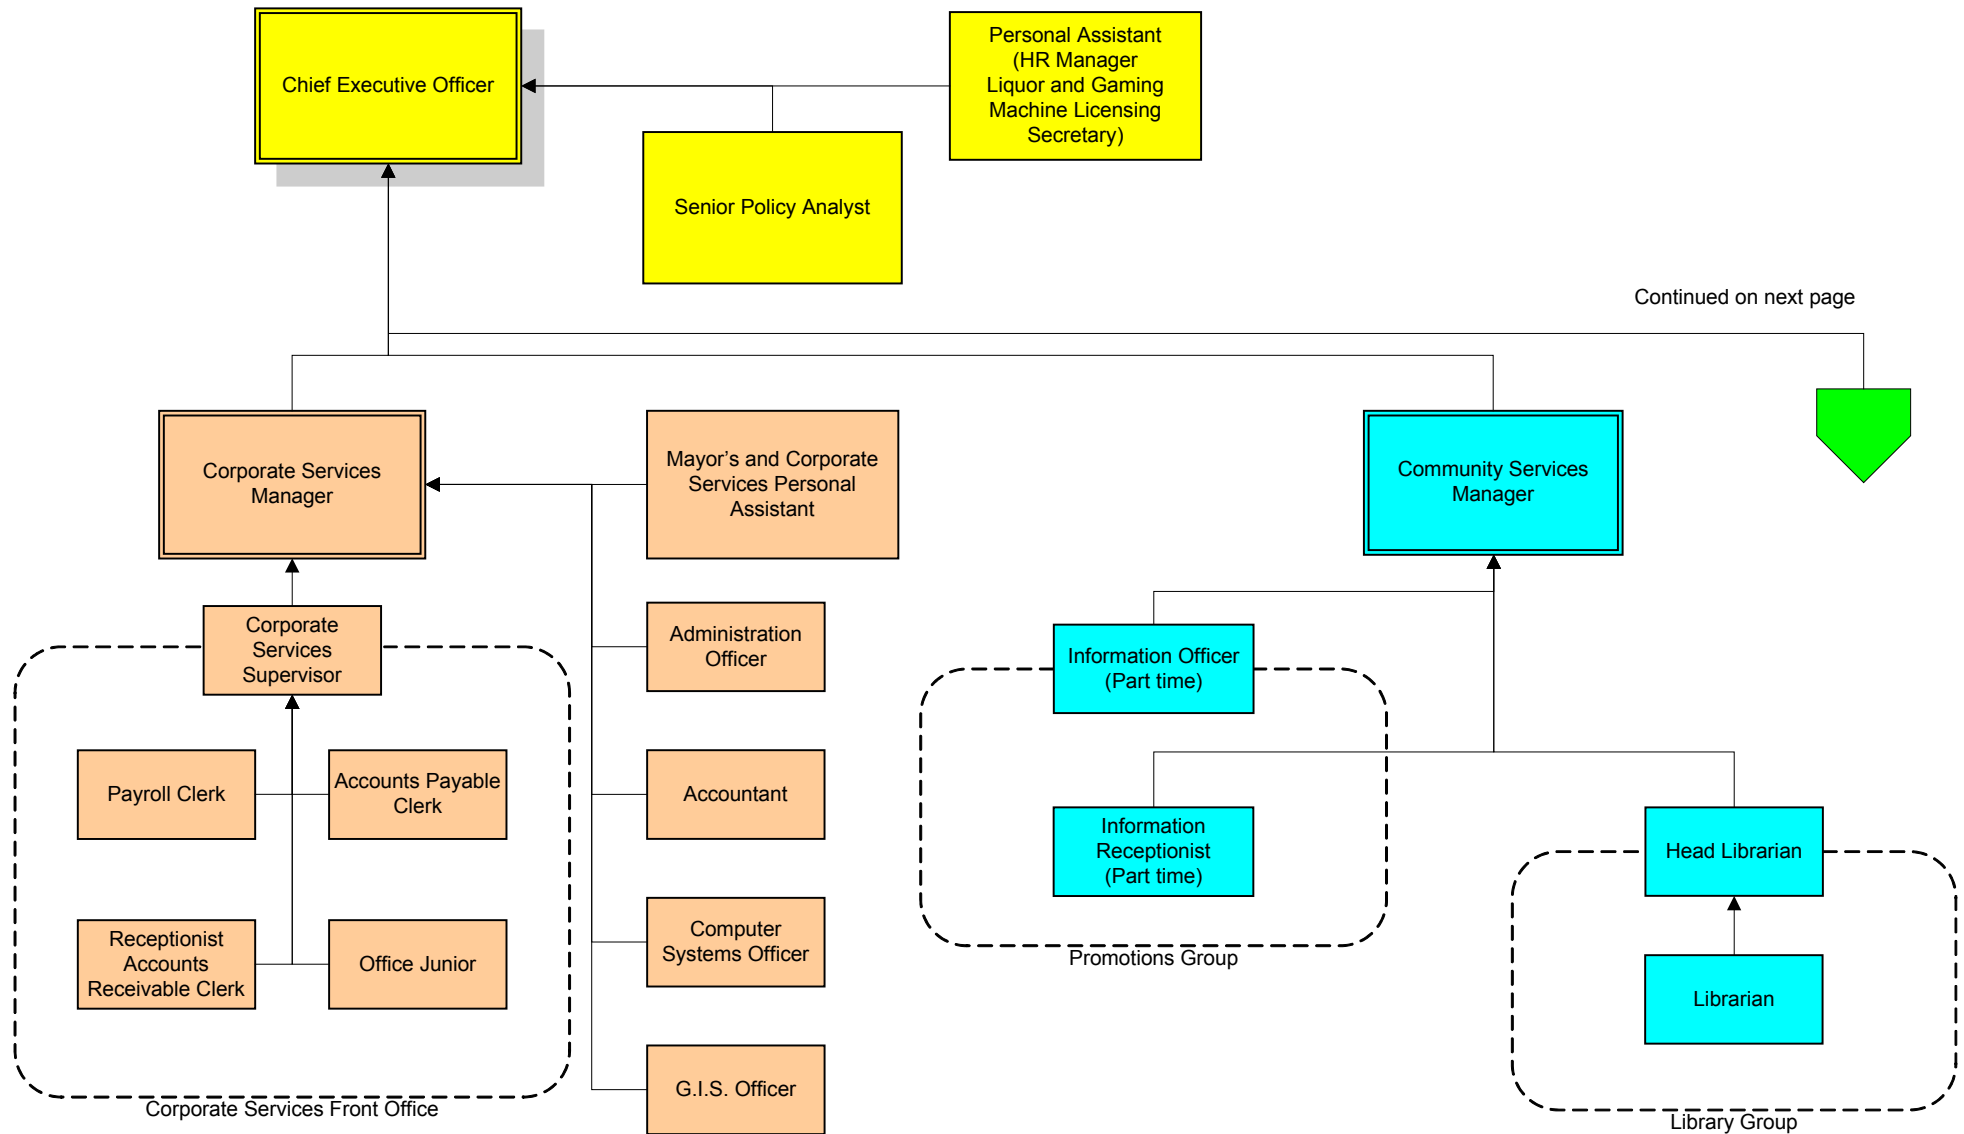 Chief Executive Officer
Personal Assistant
(HR Manager
Liquor and Gaming
Machine Licensing
Secretary)
Senior Policy Analyst
Continued on next page
Corporate Services
Manager
Mayor’s and Corporate
Services Personal
Assistant
Community Services
Manager
Corporate
Services
Supervisor
Administration
Officer
Information Officer
(Part time)
Payroll Clerk
Accounts Payable
Clerk
Accountant
Information
Receptionist
(Part time)
Head Librarian
Receptionist
Accounts
Receivable Clerk
Office Junior
Computer
Systems Officer
Promotions Group
Librarian
G.I.S. Officer
Corporate Services Front Office
Library Group